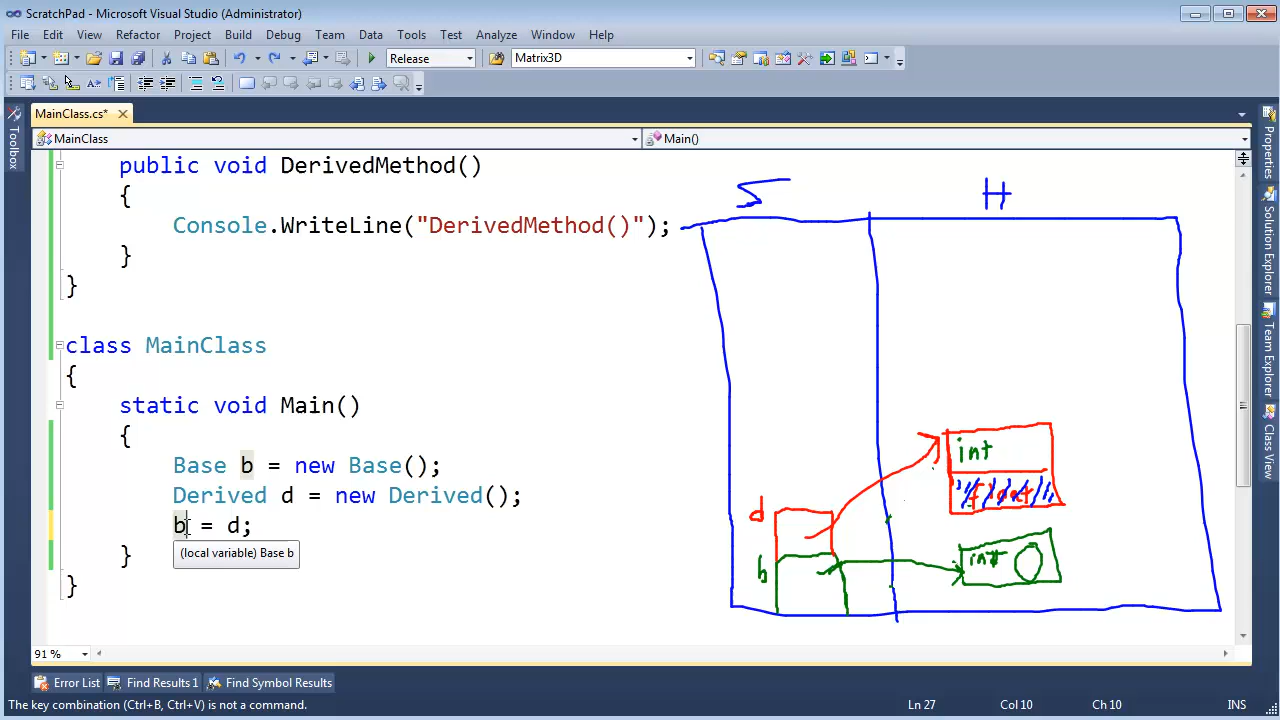 ScratchPad - Microsoft Visual Studio (Administrator)
File Edit View Refactor Project Build Debug Team Data Tools Test Analyze Window Help
Release Matrix3D
MainClass.cs*
MainClass Main()
Toolbox
Properties
Solution Explorer
Team Explorer
Class View
public void DerivedMethod()
{
Console.WriteLine("DerivedMethod()");
}
}
class MainClass
{
static void Main()
{
Base b = new Base();
Derived d = new Derived();
b = d;
(local variable) Base b
}
}
S H
int
float
d
b
int
91 %
Error List Find Results 1 Find Symbol Results
The key combination (Ctrl+B, Ctrl+V) is not a command. Ln 27 Col 10 Ch 10 INS